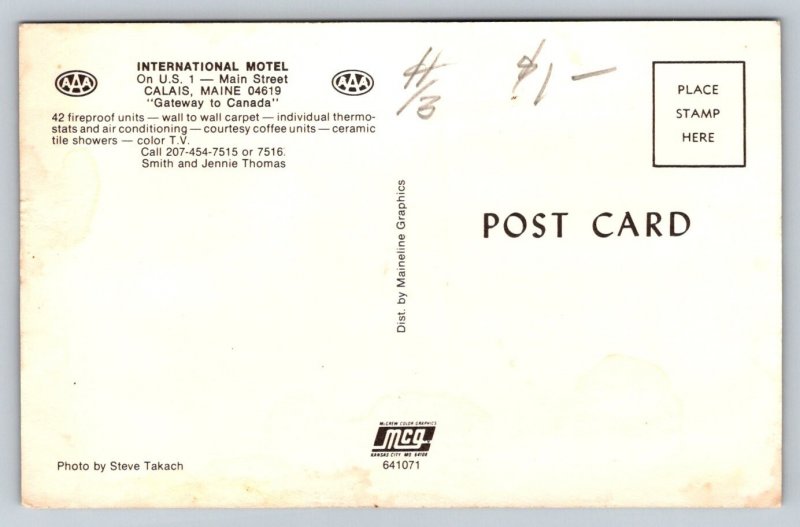 INTERNATIONAL MOTEL
On U.S. 1 — Main Street
CALAIS, MAINE 04619
"Gateway to Canada"
AAA
AAA
42 fireproof units — wall to wall carpet — individual thermo-
stats and air conditioning — courtesy coffee units — ceramic
tile showers — color T.V.
Call 207-454-7515 or 7516.
Smith and Jennie Thomas
$1 —
PLACE
STAMP
HERE
POST CARD
Dist. by Maineline Graphics
McGREW COLOR GRAPHICS
mcg
KANSAS CITY MO 64108
641071
Photo by Steve Takach